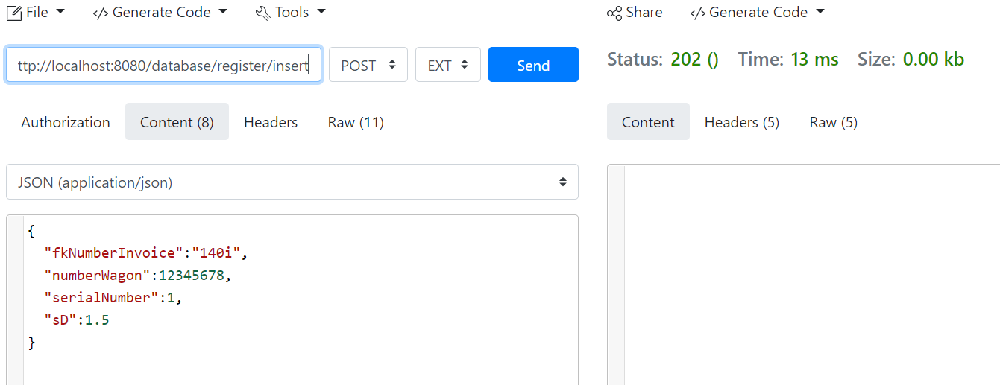 File </> Generate Code Tools
ttp://localhost:8080/database/register/insert POST EXT Send
Authorization Content (8) Headers Raw (11)
JSON (application/json)
{
"fkNumberInvoice":"140i",
"numberWagon":12345678,
"serialNumber":1,
"sD":1.5
}
Share </> Generate Code
Status: 202 () Time: 13 ms Size: 0.00 kb
Content Headers (5) Raw (5)